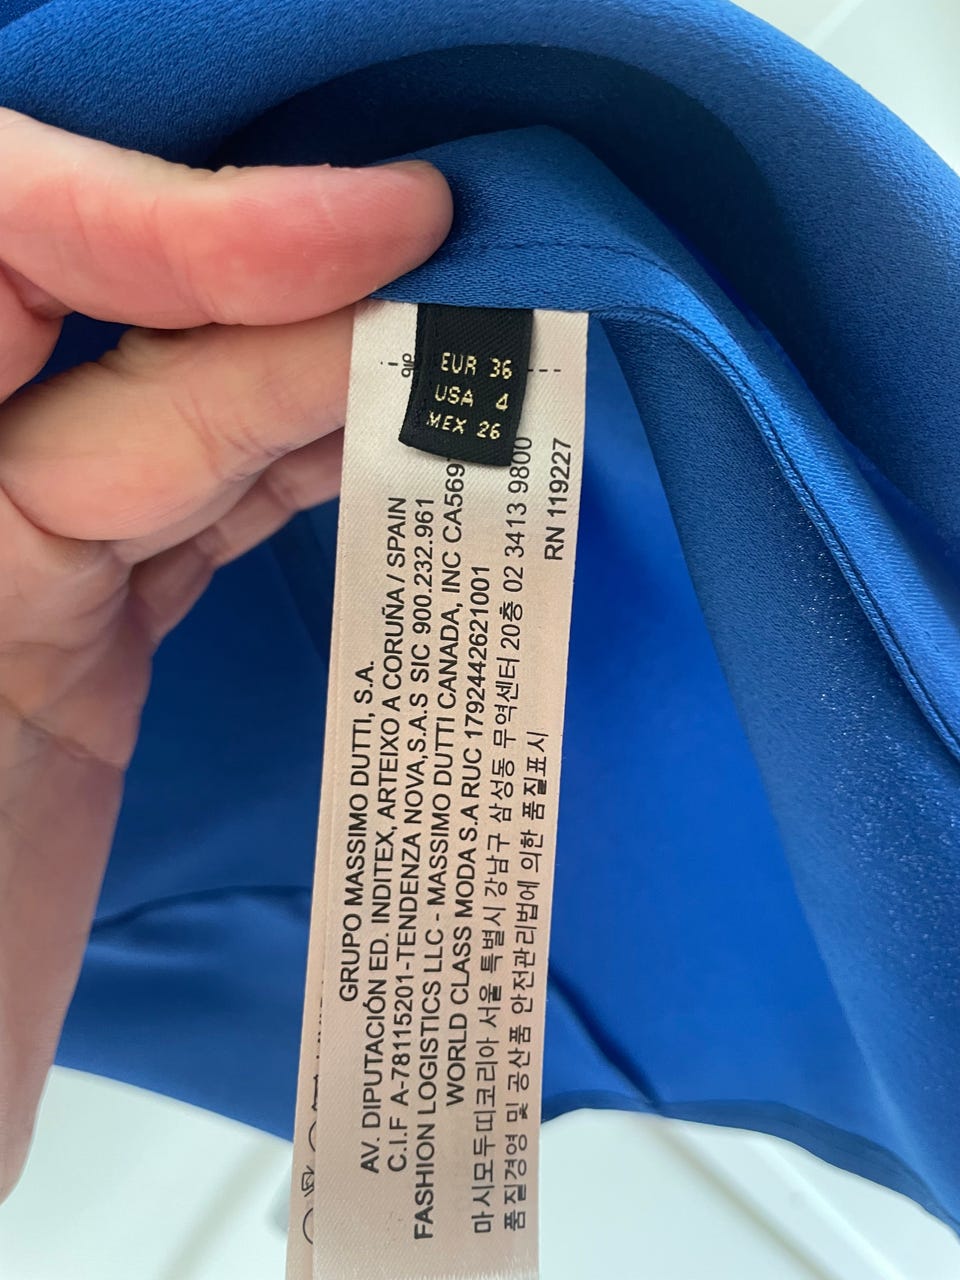 EUR 36
USA 4
MEX 26
GRUPO MASSIMO DUTTI, S.A.
AV. DIPUTACIÓN ED. INDITEX, ARTEIXO A CORUÑA / SPAIN
C.I.F A-78115201-TENDENZA NOVA,S.A.S SIC 900.232.961
FASHION LOGISTICS LLC - MASSIMO DUTTI CANADA, INC CA569
WORLD CLASS MODA S.A RUC 1792442621001
마시모두띠코리아 서울 특별시 강남구 삼성동 무역센터 20층 02 3413 9800
품질경영 및 공산품 안전관리법에 의한 품질표시
RN 119227